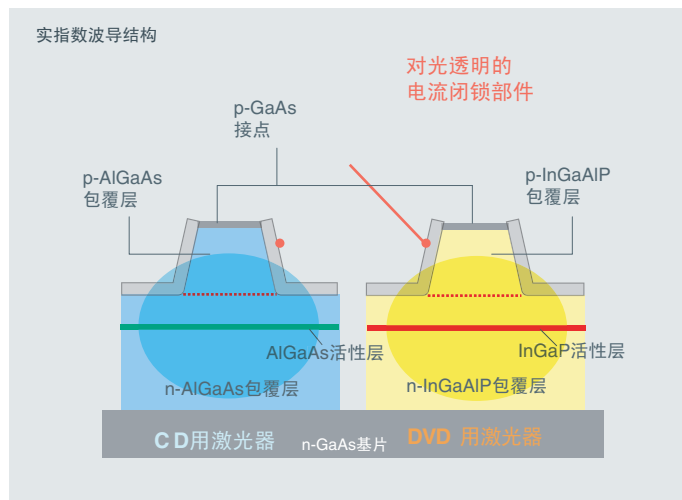 实指数波导结构
对光透明的
电流闭锁部件
p-GaAs
接点
p-AlGaAs
包覆层
p-InGaAlP
包覆层
AlGaAs活性层
InGaP活性层
n-AlGaAs包覆层
n-InGaAlP包覆层
CD用激光器
n-GaAs基片
DVD 用激光器